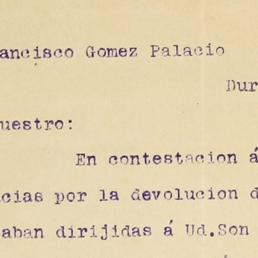 ancisco Gomez Palacio
Dur
uestro:
En contestacion á
cias por la devolucion d
aban dirijidas á Ud.Son